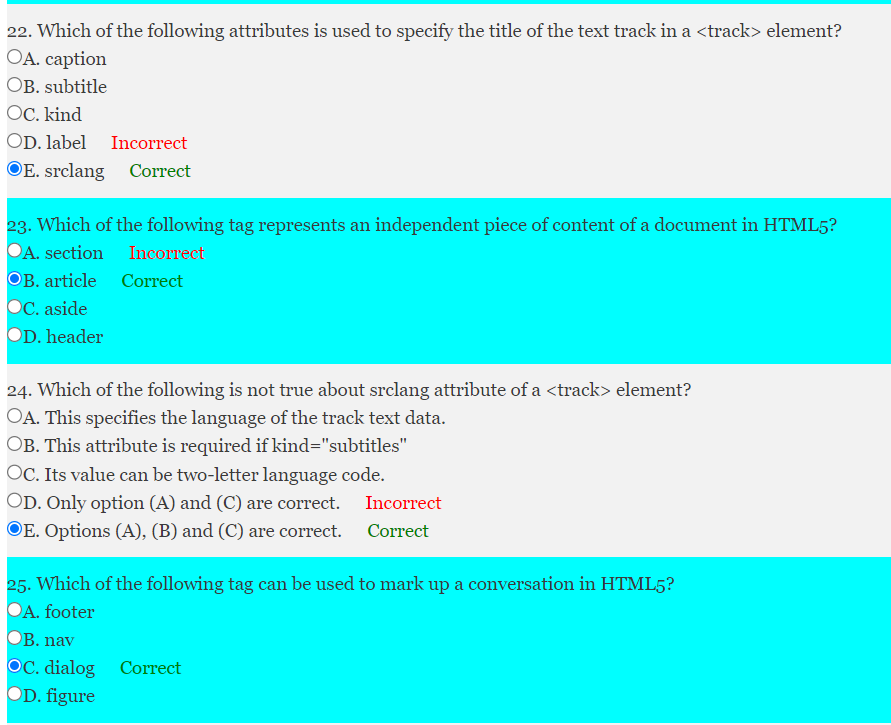 22. Which of the following attributes is used to specify the title of the text track in a <track> element?
A. caption
B. subtitle
C. kind
D. label Incorrect
E. srclang Correct
23. Which of the following tag represents an independent piece of content of a document in HTML5?
A. section Incorrect
B. article Correct
C. aside
D. header
24. Which of the following is not true about srclang attribute of a <track> element?
A. This specifies the language of the track text data.
B. This attribute is required if kind="subtitles"
C. Its value can be two-letter language code.
D. Only option (A) and (C) are correct. Incorrect
E. Options (A), (B) and (C) are correct. Correct
25. Which of the following tag can be used to mark up a conversation in HTML5?
A. footer
B. nav
C. dialog Correct
D. figure